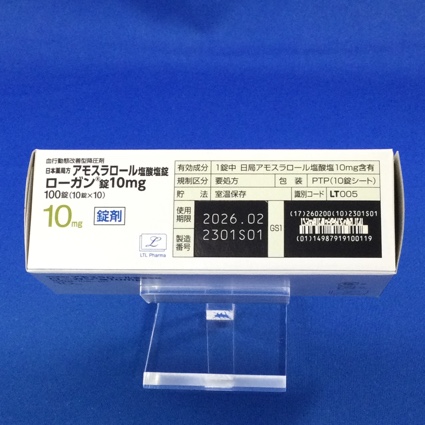 血行動態改善型降圧剤
日本薬局方 アモスラロール塩酸塩錠
ローガン®錠10mg
100錠(10錠×10)
10mg 錠剤
LTL Pharma
有効成分 1錠中 日局アモスラロール塩酸塩10mg含有
規制区分 要処方 包装 PTP(10錠シート)
貯法 室温保存 識別コード LT005
使用期限 2026.02
製造番号 2301S01
GS1
(17)260200(10)2301S01
(01)14987919100119